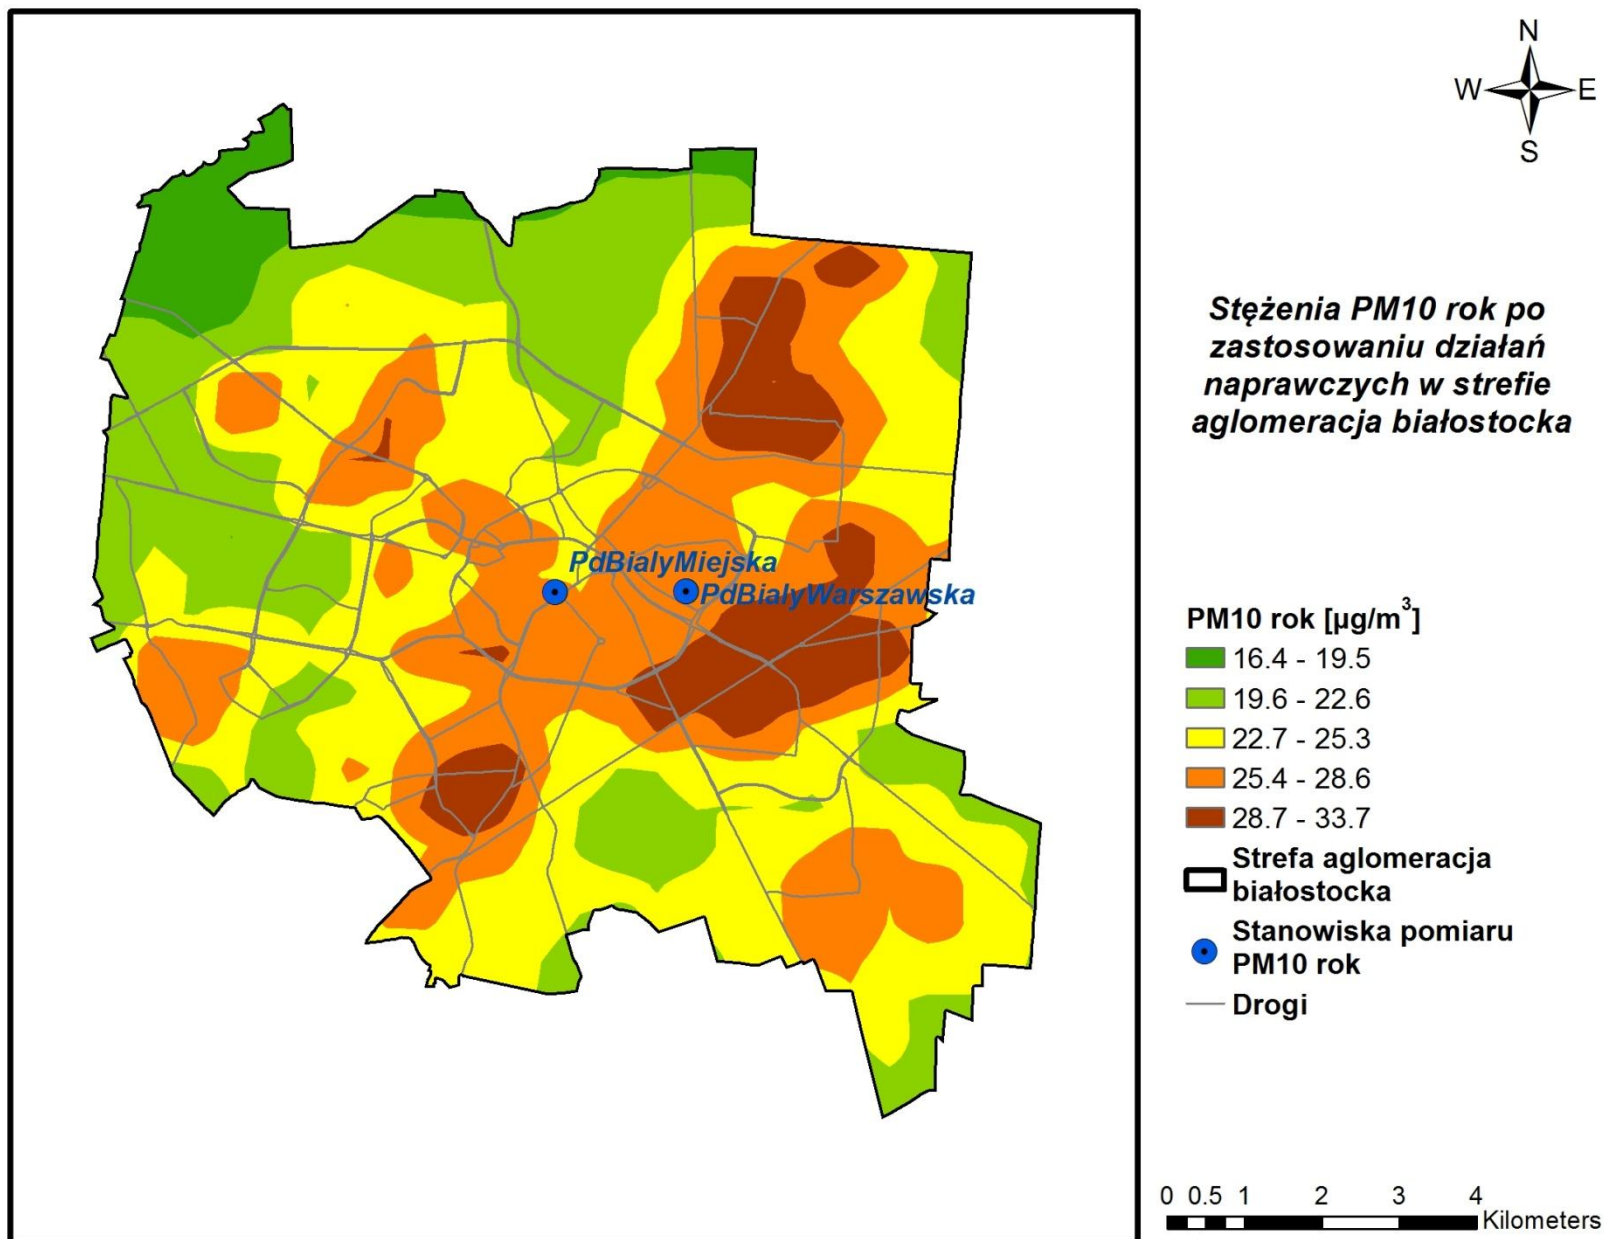 N
W E
S
Stężenia PM10 rok po
zastosowaniu działań
naprawczych w strefie
aglomeracja białostocka
PdBialyMiejska
PdBialyWarszawska
PM10 rok [µg/m³]
16.4 - 19.5
19.6 - 22.6
22.7 - 25.3
25.4 - 28.6
28.7 - 33.7
Strefa aglomeracja
białostocka
Stanowiska pomiaru
PM10 rok
Drogi
0 0.5 1 2 3 4
Kilometers